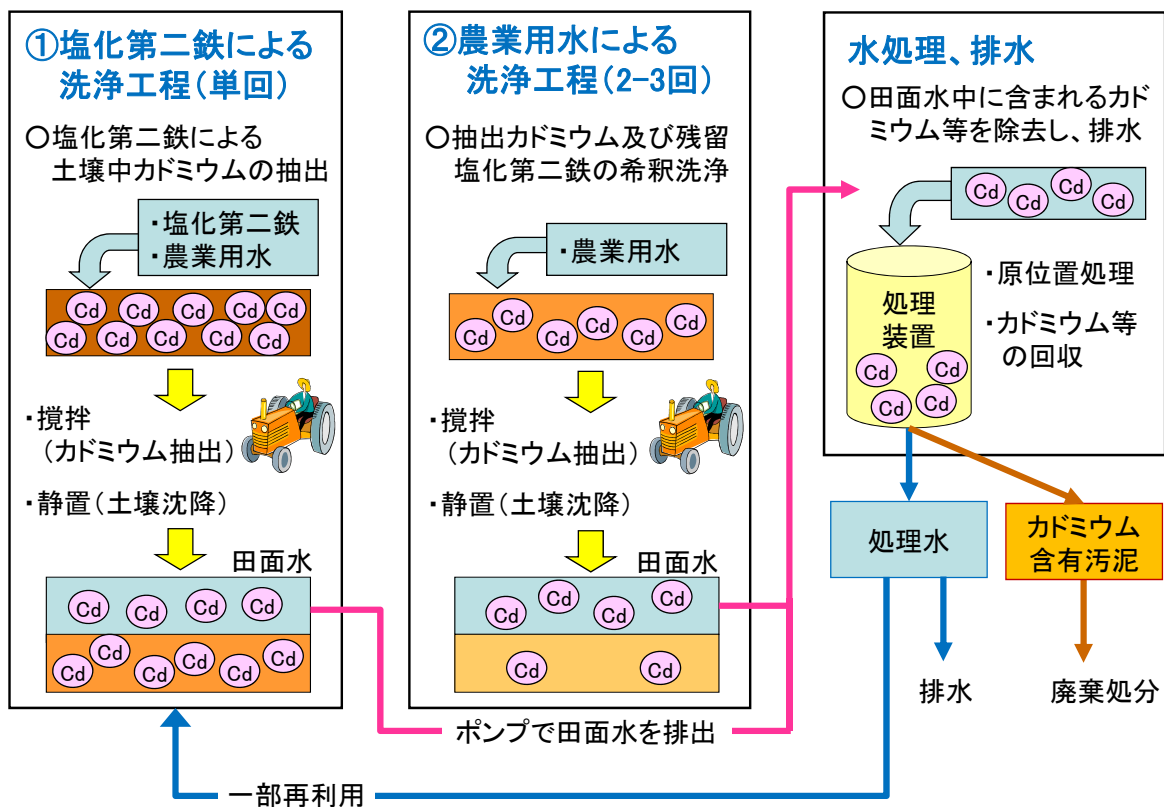 ①塩化第二鉄による
洗浄工程(単回)
○塩化第二鉄による
土壌中カドミウムの抽出
・塩化第二鉄
・農業用水
Cd Cd Cd Cd Cd
Cd Cd Cd Cd Cd
・撹拌
(カドミウム抽出)
・静置(土壌沈降)
田面水
Cd Cd Cd Cd
Cd Cd Cd Cd Cd Cd
②農業用水による
洗浄工程(2-3回)
○抽出カドミウム及び残留
塩化第二鉄の希釈洗浄
・農業用水
Cd Cd Cd Cd Cd Cd
・撹拌
(カドミウム抽出)
・静置(土壌沈降)
田面水
Cd Cd Cd Cd
Cd Cd
水処理、排水
○田面水中に含まれるカド
ミウム等を除去し、排水
Cd Cd Cd Cd
処理
装置
Cd Cd
Cd Cd
・原位置処理
・カドミウム等
の回収
処理水
カドミウム
含有汚泥
排水
廃棄処分
ポンプで田面水を排出
一部再利用